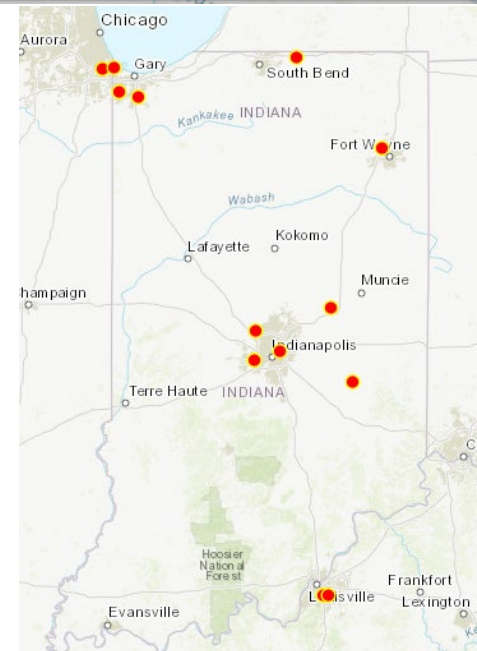 Chicago
Aurora
Gary
South Bend
Kankakee
INDIANA
Fort Wayne
Wabash
Kokomo
Lafayette
Muncie
hampaign
Indianapolis
Terre Haute
INDIANA
C
Hoosier
National
Forest
Frankfort
Louisville
Lexington
Evansville
Ke